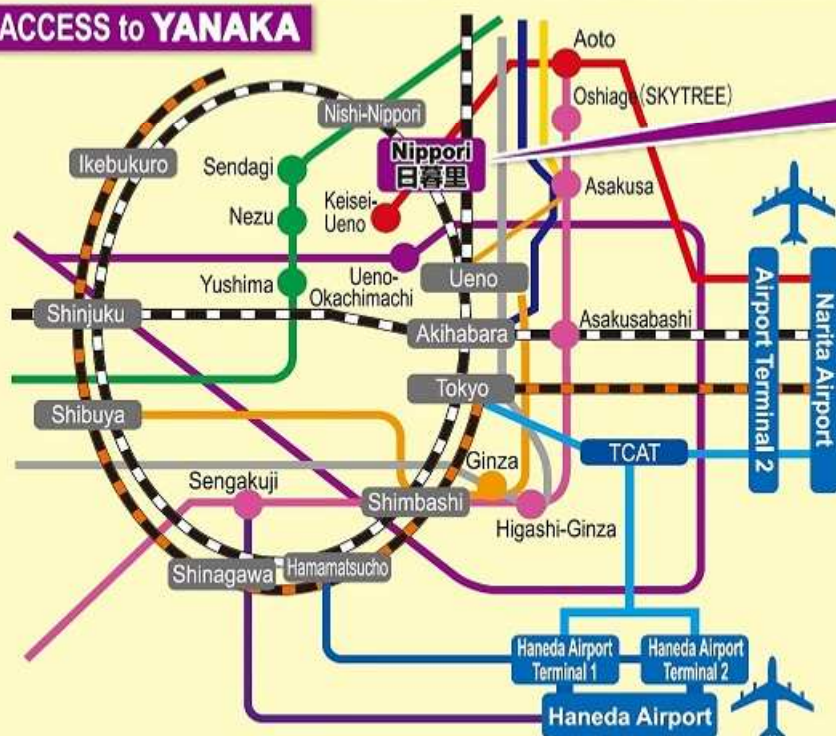 ACCESS to YANAKA
Aoto
Oshiage(SKYTREE)
Nishi-Nippori
Ikebukuro
Sendagi
Nippori
日暮里
Keisei-
Ueno
Asakusa
Nezu
Yushima
Ueno-
Okachimachi
Ueno
Shinjuku
Akihabara
Asakusabashi
Airport Terminal 2
Narita Airport
Tokyo
Shibuya
TCAT
Ginza
Sengakuji
Shimbashi
Higashi-Ginza
Shinagawa
Hamamatsucho
Haneda Airport
Terminal 1
Haneda Airport
Terminal 2
Haneda Airport